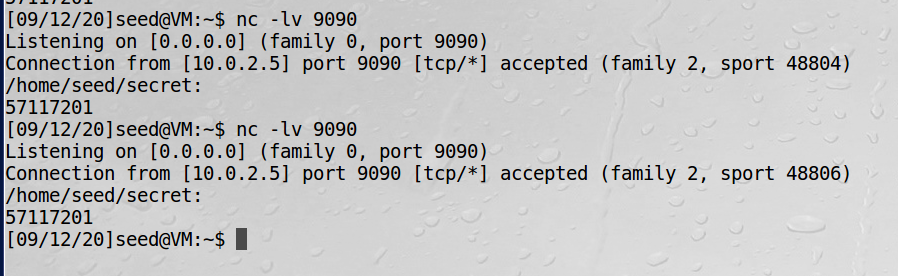 [09/12/20]seed@VM:~$ nc -lv 9090
Listening on [0.0.0.0] (family 0, port 9090)
Connection from [10.0.2.5] port 9090 [tcp/*] accepted (family 2, sport 48804)
/home/seed/secret:
57117201
[09/12/20]seed@VM:~$ nc -lv 9090
Listening on [0.0.0.0] (family 0, port 9090)
Connection from [10.0.2.5] port 9090 [tcp/*] accepted (family 2, sport 48806)
/home/seed/secret:
57117201
[09/12/20]seed@VM:~$